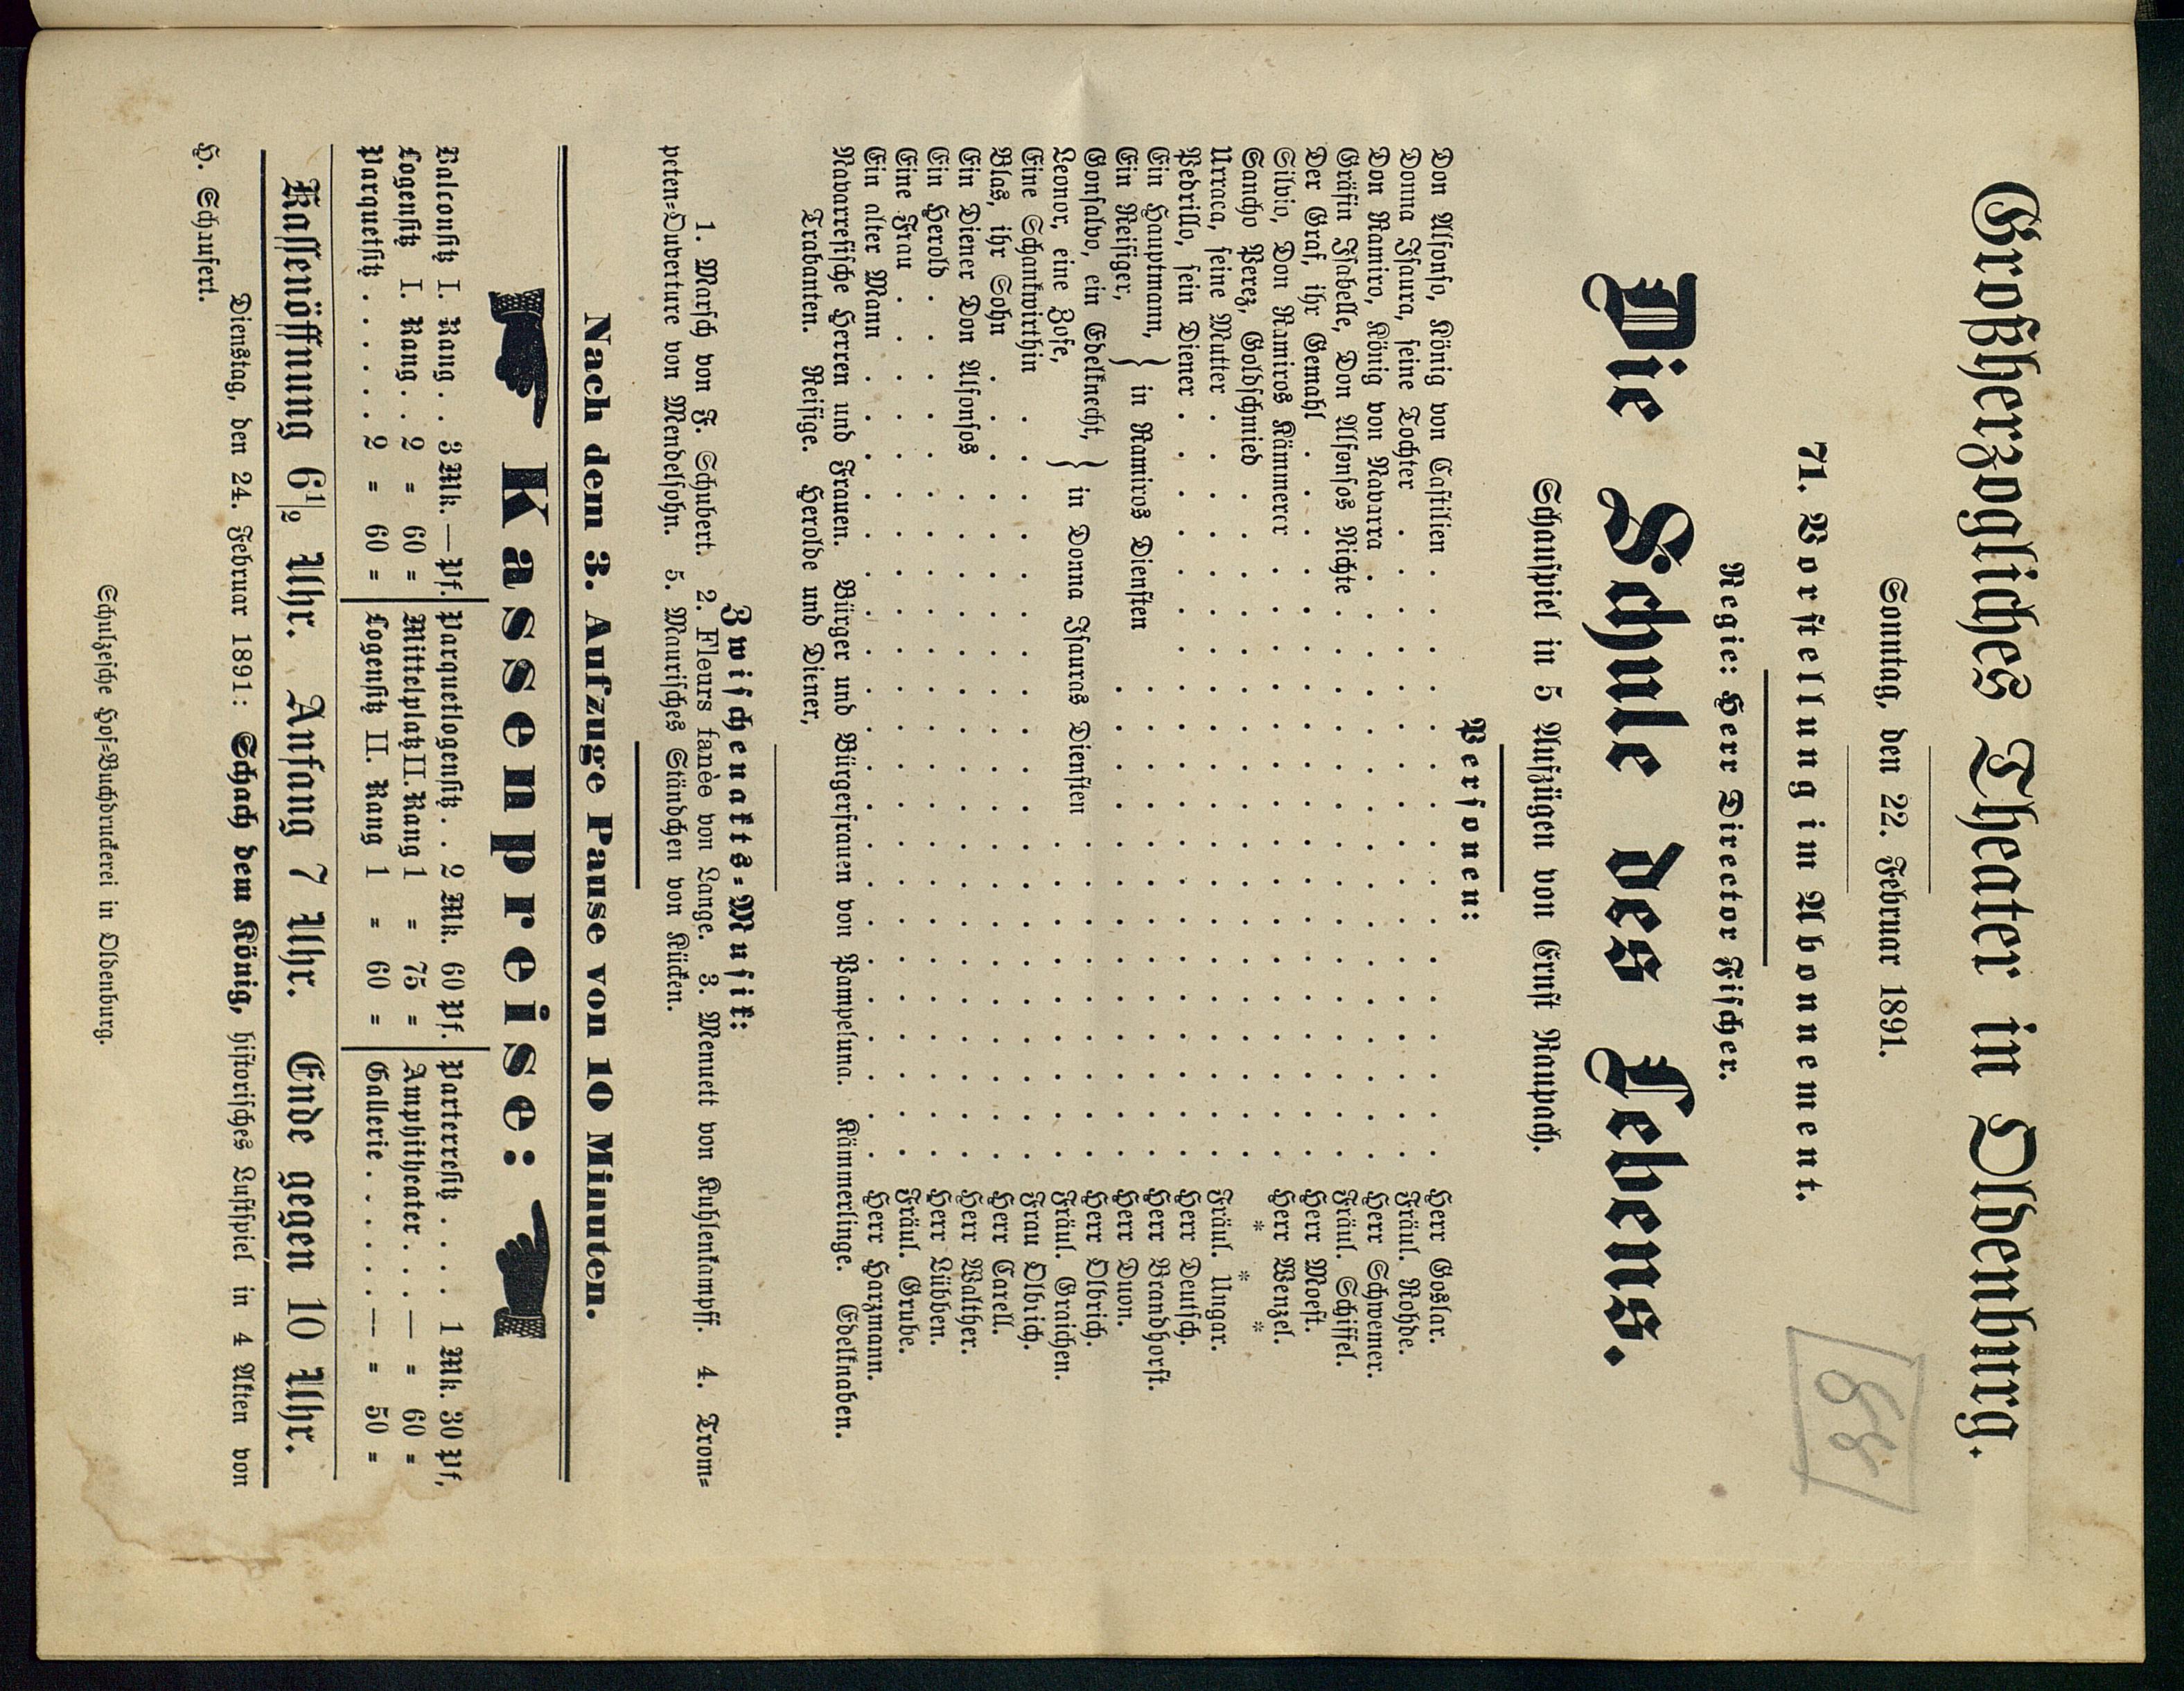 Großherzogliches Theater in Oldenburg.
Sonntag, den 22. Februar 1891.
71. Vorstellung im Abonnement.
Regie: Herr Director Fischer.
Die Schule des Lebens.
Schauspiel in 5 Aufzügen von Ernst Raupach.
Personen:
Don Alfonso, König von Castilien . . . . . . . . . . . . . . . Herr Goslar.
Donna Isaura, seine Tochter . . . . . . . . . . . . . . . Fräul. Rohde.
Don Ramiro, König von Navarra . . . . . . . . . . . . . . . Herr Schwemer.
Gräfin Isabelle, Don Alfonsos Nichte . . . . . . . . . . . . . . . Fräul. Schiffel.
Der Graf, ihr Gemahl . . . . . . . . . . . . . . . Herr Moest.
Silvio, Don Ramiros Kämmerer . . . . . . . . . . . . . . . Herr Wenzel.
Sancho Perez, Goldschmied . . . . . . . . . . . . . . . * * *
Urraca, seine Mutter . . . . . . . . . . . . . . . Fräul. Ungar.
Pedrillo, sein Diener . . . . . . . . . . . . . . . Herr Deutsch.
Ein Hauptmann, } in Ramiros Diensten . . . . . . . . . . . . Herr Brandhorst.
Ein Reisiger, . . . . . . . . . . . . Herr Duon.
Gonsalvo, ein Edelknecht, } in Donna Isauras Diensten . . . . . . . . . Herr Olbrich.
Leonor, eine Zofe, . . . . . . . . . Fräul. Graichen.
Eine Schankwirthin . . . . . . . . . . . . . . . Frau Olbrich.
Blas, ihr Sohn . . . . . . . . . . . . . . . Herr Carell.
Ein Diener Don Alfonsos . . . . . . . . . . . . . . . Herr Walther.
Ein Herold . . . . . . . . . . . . . . . Herr Lübben.
Eine Frau . . . . . . . . . . . . . . . Fräul. Grube.
Ein alter Mann . . . . . . . . . . . . . . . Herr Harzmann.
Navarresische Herren und Frauen. Bürger und Bürgerfrauen von Pampeluna. Kämmerlinge. Edelknaben.
Trabanten. Reisige. Herolde und Diener,
Zwischenakts-Musik:
1. Marsch von F. Schubert. 2. Fleurs fanèe von Lange. 3. Menuett von Kuhlenkampff. 4. Trom-
peten-Ouverture von Mendelsohn. 5. Maurisches Ständchen von Kücken.
Nach dem 3. Aufzuge Pause von 10 Minuten.
Kassenpreise:
Balconsitz I. Rang . . 3 Mk. — Pf. Parquetlogensitz . . 2 Mk. 60 Pf. Parterresitz . . . . 1 Mk. 30 Pf,
Logensitz I. Rang . . 2 = 60 = Mittelplatz II. Rang 1 = 75 = Amphitheater . . . — = 60 =
Parquetsitz . . . . . . 2 = 60 = Logensitz II. Rang 1 = 60 = Gallerie . . . . . . — = 50 =
Kassenöffnung 6½ Uhr. Anfang 7 Uhr. Ende gegen 10 Uhr.
Dienstag, den 24. Februar 1891: Schach dem König, historisches Lustspiel in 4 Akten von
H. Schaufert.
Schulzesche Hof-Buchdruckerei in Oldenburg.